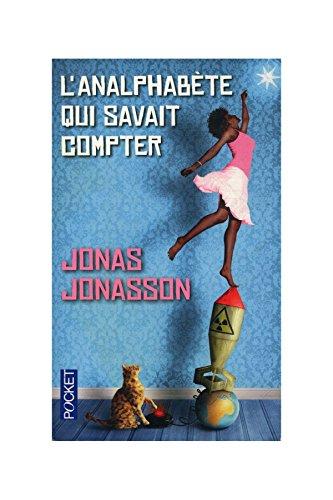 L'ANALPHABÈTE
QUI SAVAIT
COMPTER
JONAS
JONASSON
POCKET